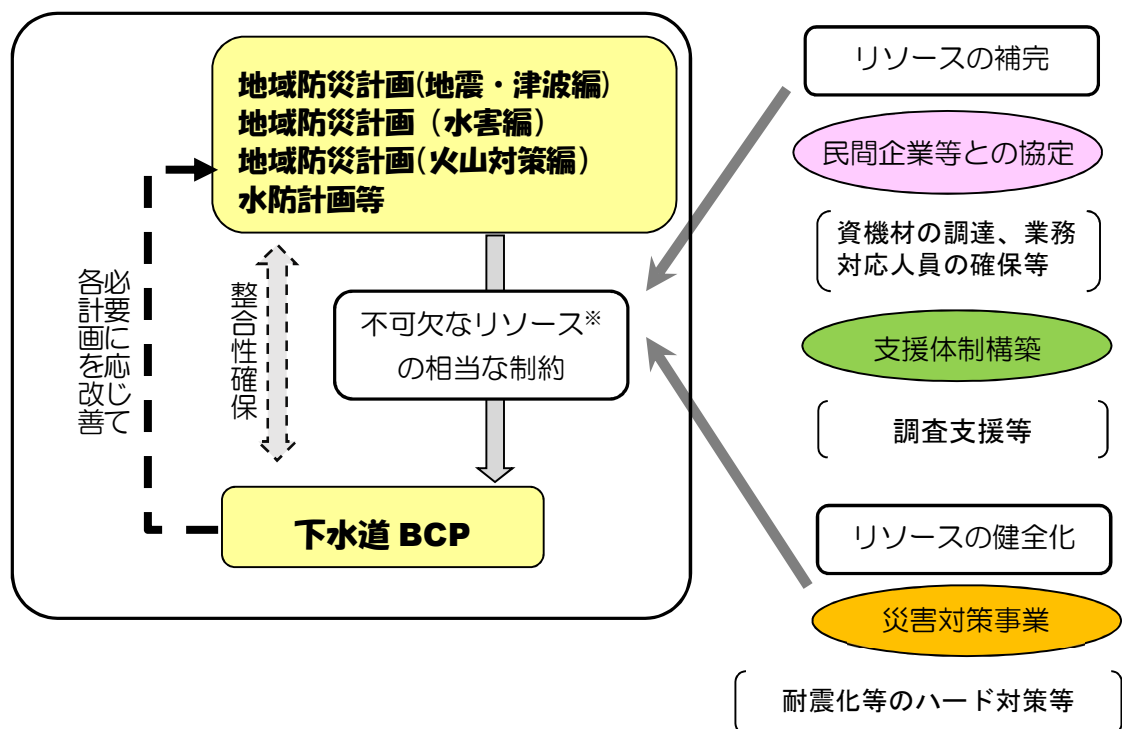 地域防災計画(地震・津波編)
地域防災計画（水害編）
地域防災計画(火山対策編)
水防計画等
必要に応じて
各計画を改善
整合性確保
不可欠なリソース※
の相当な制約
下水道 BCP
リソースの補完
民間企業等との協定
資機材の調達、業務
対応人員の確保等
支援体制構築
調査支援等
リソースの健全化
災害対策事業
耐震化等のハード対策等